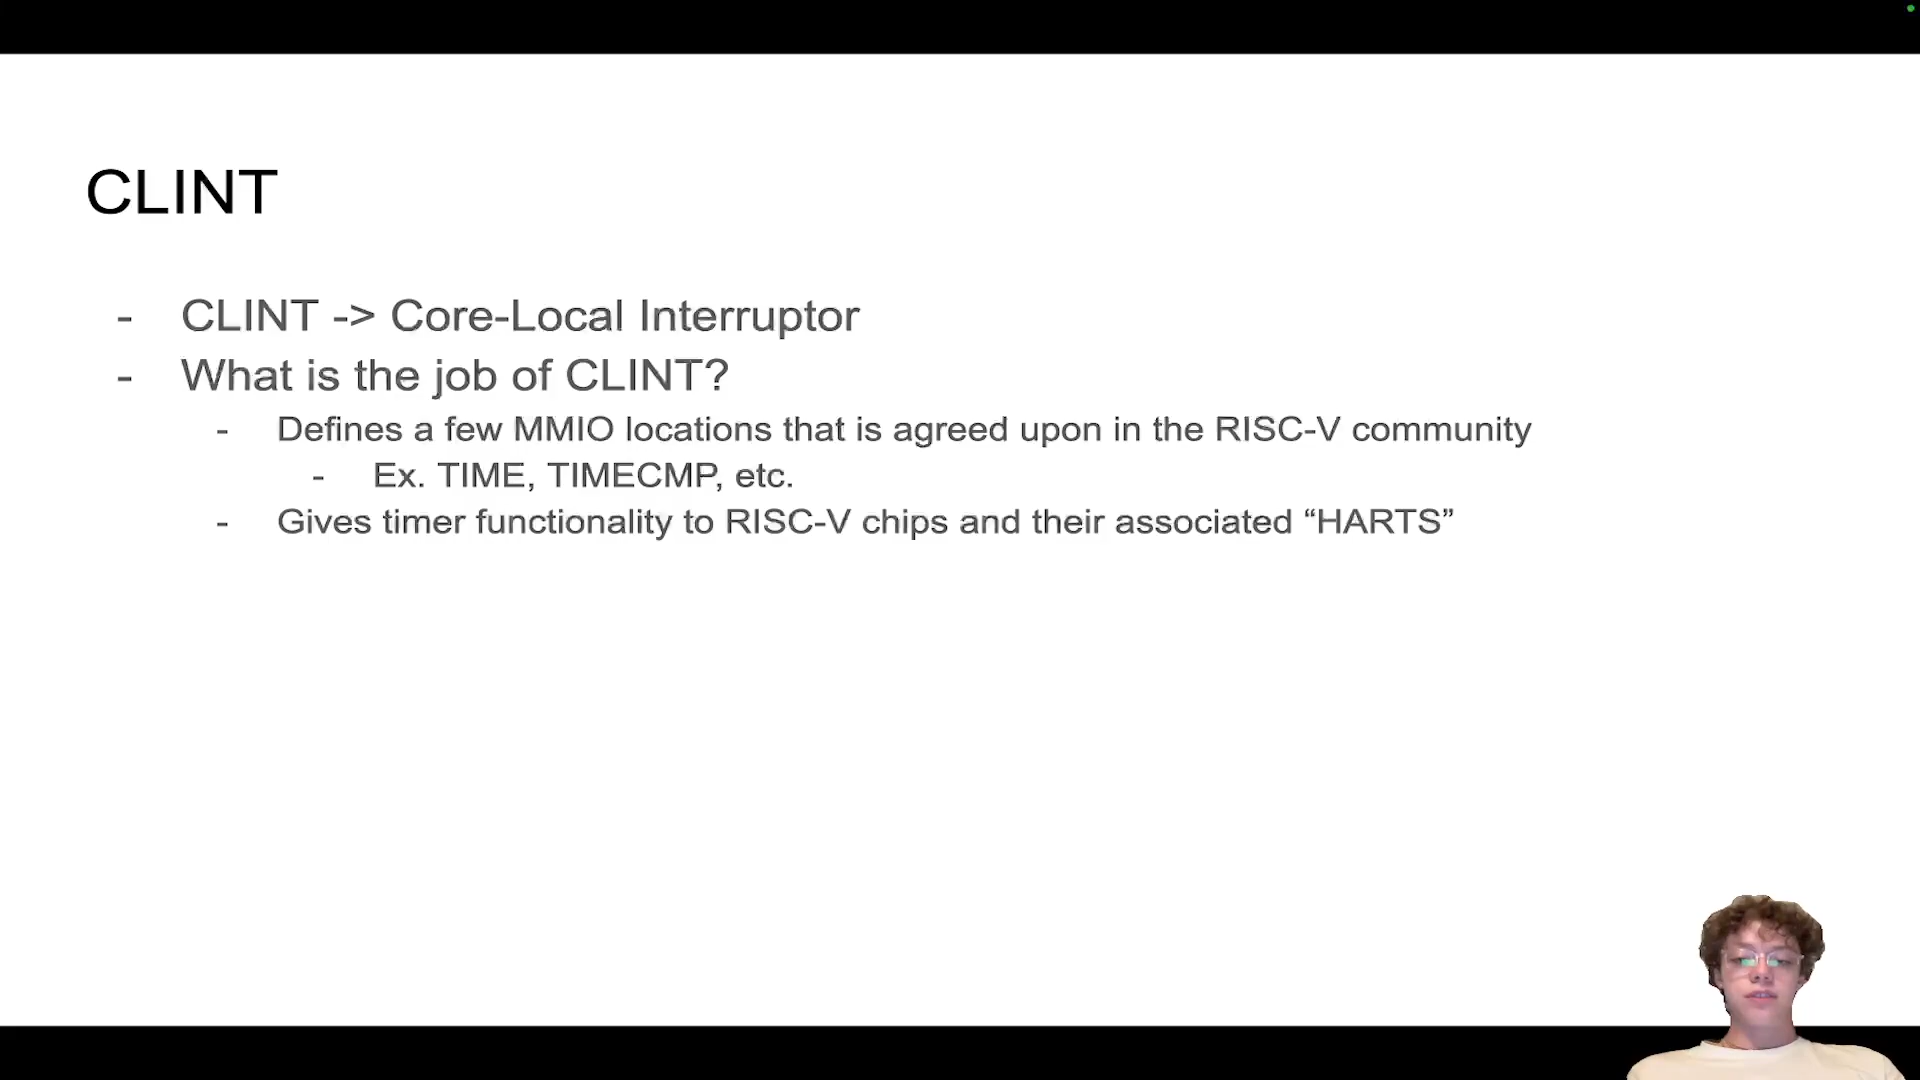 CLINT
- CLINT -> Core-Local Interruptor
- What is the job of CLINT?
- Defines a few MMIO locations that is agreed upon in the RISC-V community
- Ex. TIME, TIMECMP, etc.
- Gives timer functionality to RISC-V chips and their associated “HARTS”